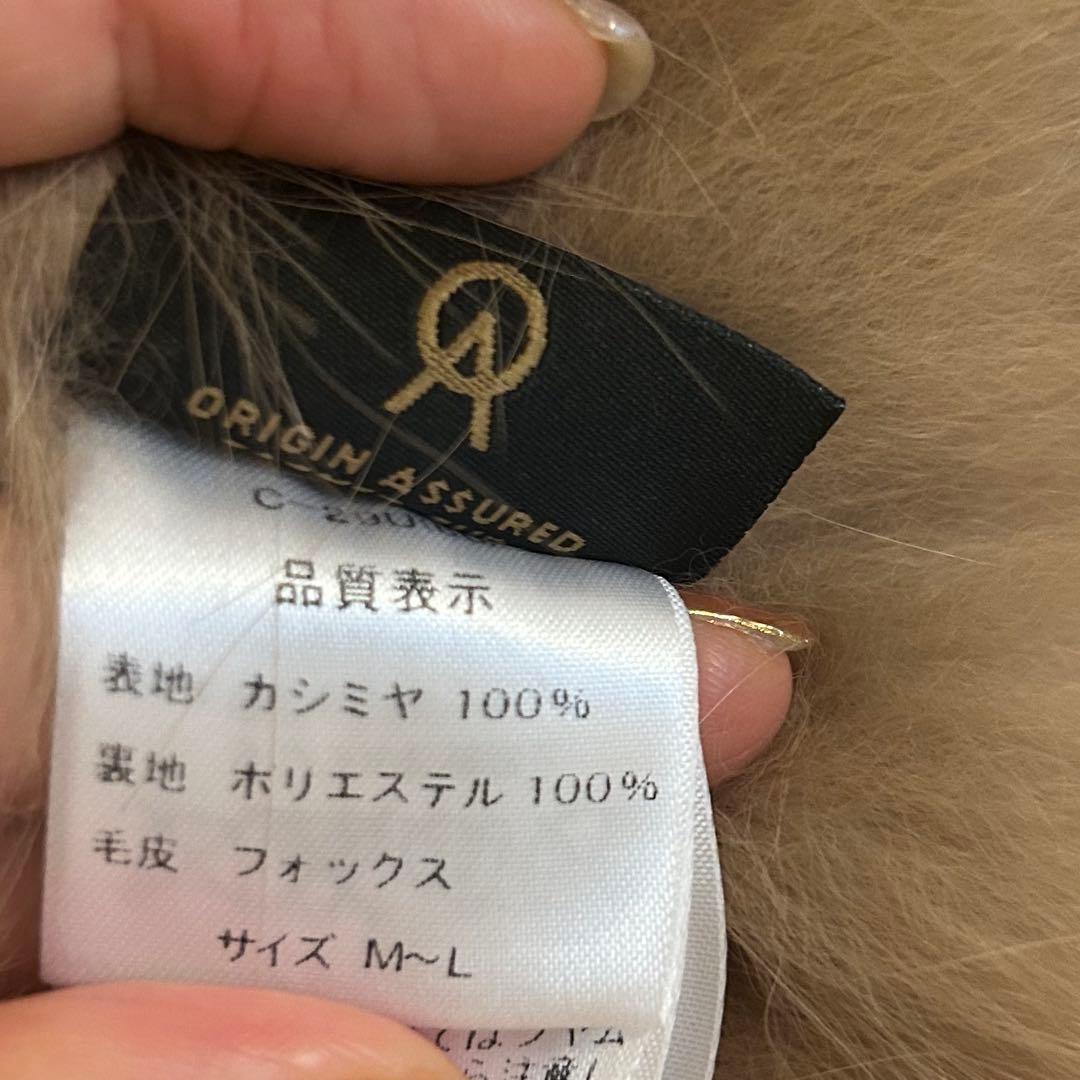 ORIGIN ASSURED
品質表示
表地 カシミヤ 100%
裏地 ポリエステル 100%
毛皮 フォックス
サイズ M〜L